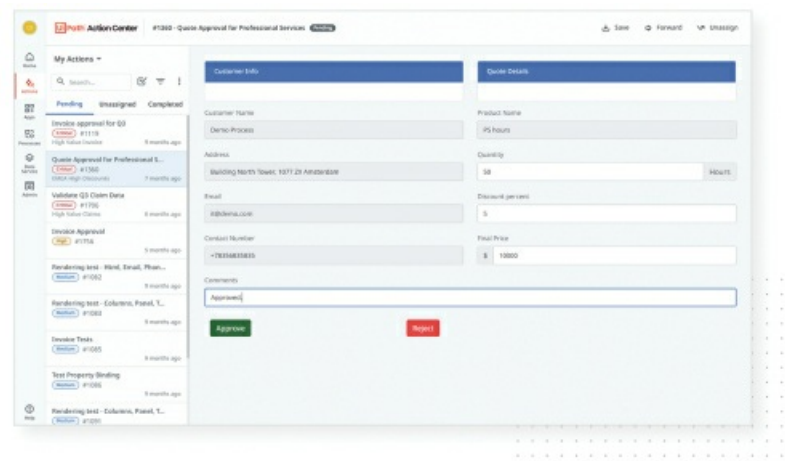 UiPath Action Center
#1360 - Quote Approval for Professional Services
Pending
Save
Forward
Unassign
Home
Actions
Apps
Processes
Admin
Help
My Actions
Search...
Pending
Unassigned
Completed
Invoice approval for Q3
Critical #1119
High Value Invoice
9 months ago
Quote Approval for Professional S...
Critical #1360
EMEA High Discounts
7 months ago
Validate Q3 Claim Data
Critical #1706
High Value Claims
6 months ago
Invoice Approval
High #1754
5 months ago
Rendering test - Html, Email, Phon...
Medium #1082
9 months ago
Rendering test - Columns, Panel, T...
Medium
9 months ago
Invoice Tests
Medium #1085
9 months ago
Test Property Binding
Medium #1086
9 months ago
Rendering test - Columns, Panel, T...
Medium
Customer Info
Customer Name
Demo Process
Address
Building North Tower, 1077 ZX Amsterdam
Email
it@demo.com
Contact Number
Comments
Approved
Approve
Reject
Quote Details
Product Name
PS hours
Quantity
50
Hours
Discount percent
5
Final Price
$ 10000